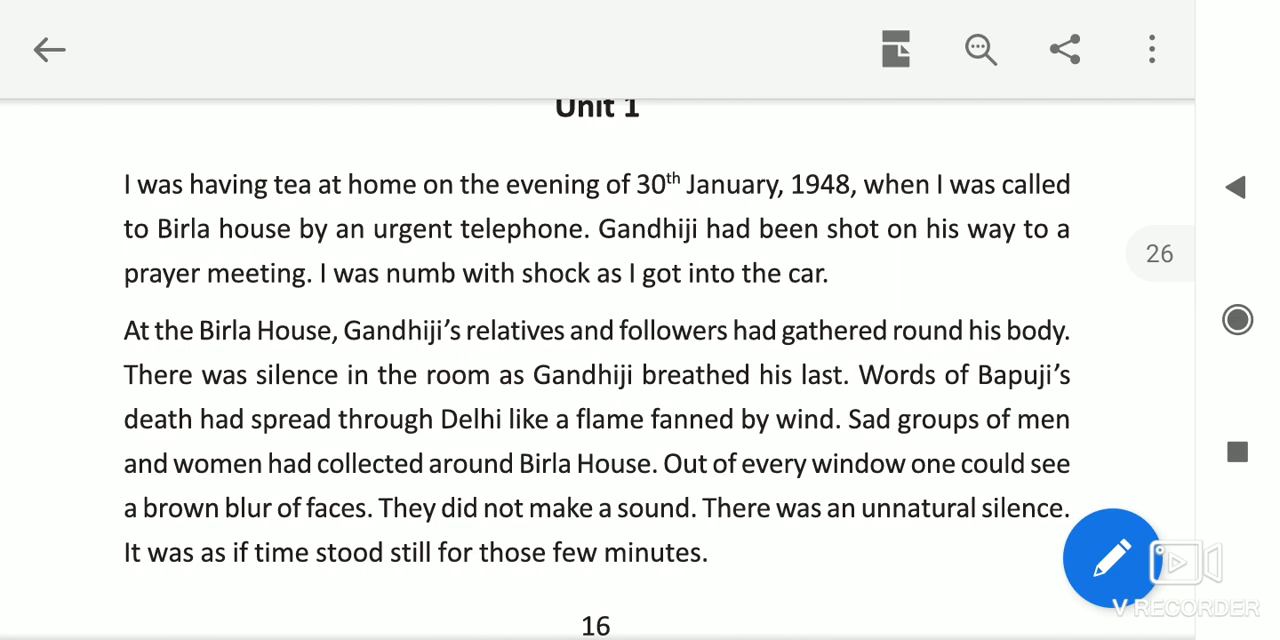 Unit 1
I was having tea at home on the evening of 30th January, 1948, when I was called
to Birla house by an urgent telephone. Gandhiji had been shot on his way to a
prayer meeting. I was numb with shock as I got into the car.
26
At the Birla House, Gandhiji’s relatives and followers had gathered round his body.
There was silence in the room as Gandhiji breathed his last. Words of Bapuji’s
death had spread through Delhi like a flame fanned by wind. Sad groups of men
and women had collected around Birla House. Out of every window one could see
a brown blur of faces. They did not make a sound. There was an unnatural silence.
It was as if time stood still for those few minutes.
V RECORDER
16